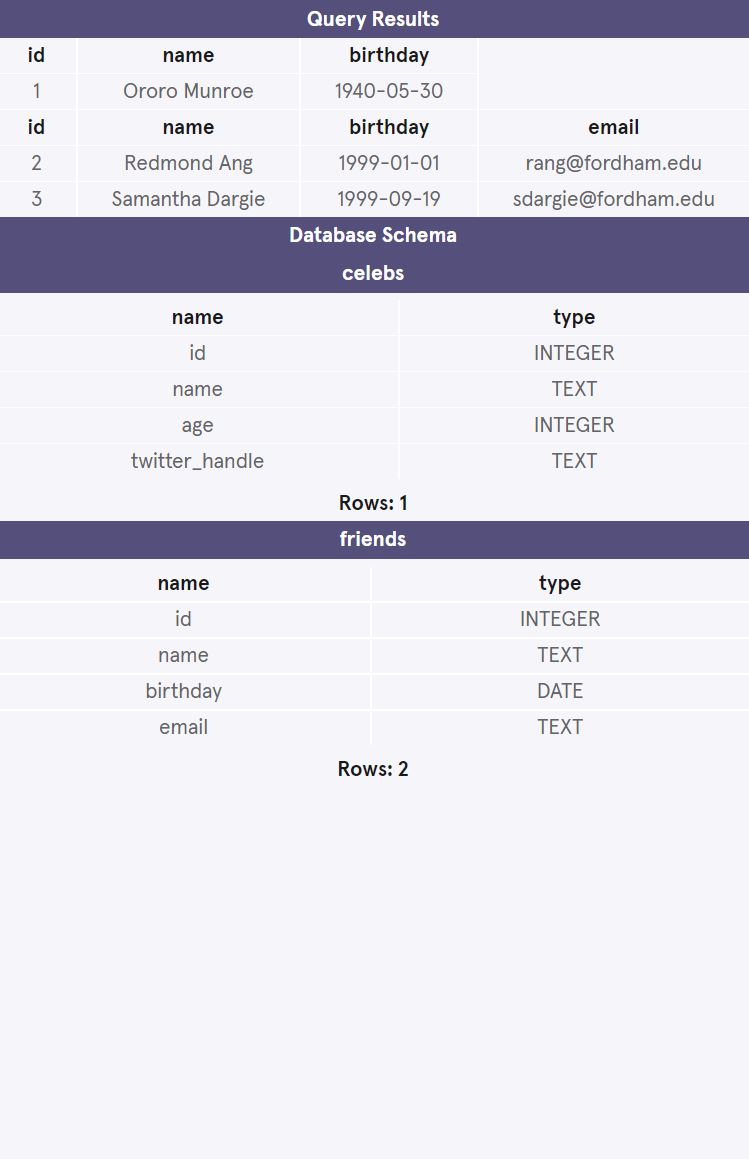 Query Results
id name birthday
1 Ororo Munroe 1940-05-30
id name birthday email
2 Redmond Ang 1999-01-01 rang@fordham.edu
3 Samantha Dargie 1999-09-19 sdargie@fordham.edu
Database Schema
celebs
name type
id INTEGER
name TEXT
age INTEGER
twitter_handle TEXT
Rows: 1
friends
name type
id INTEGER
name TEXT
birthday DATE
email TEXT
Rows: 2